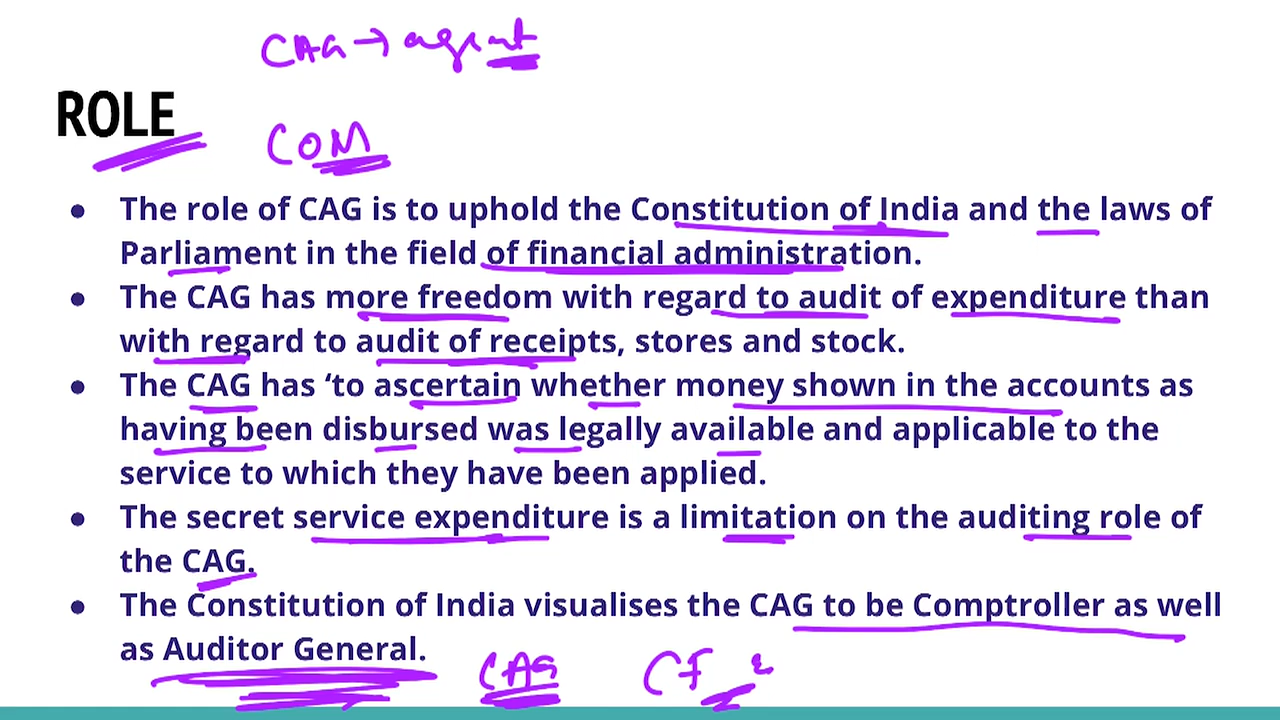 CAG → agent
ROLE
COM
● The role of CAG is to uphold the Constitution of India and the laws of
Parliament in the field of financial administration.
● The CAG has more freedom with regard to audit of expenditure than
with regard to audit of receipts, stores and stock.
● The CAG has ‘to ascertain whether money shown in the accounts as
having been disbursed was legally available and applicable to the
service to which they have been applied.
● The secret service expenditure is a limitation on the auditing role of
the CAG.
● The Constitution of India visualises the CAG to be Comptroller as well
as Auditor General.
CAG CF